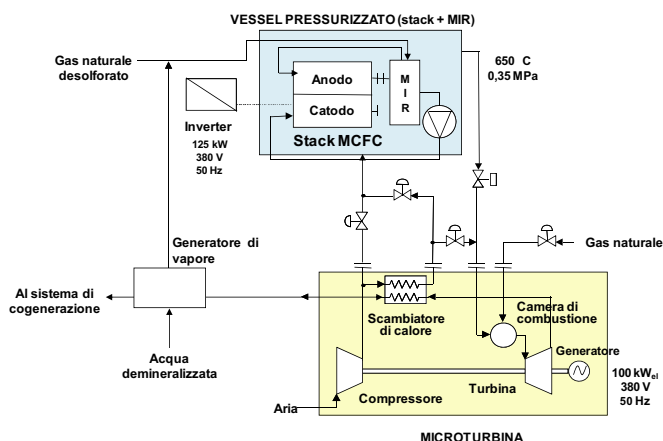 VESSEL PRESSURIZZATO (stack + MIR)
Gas naturale
desolforato
650 C
0,35 MPa
Anodo
Catodo
M
I
R
Stack MCFC
Inverter
125 kW
380 V
50 Hz
Generatore di
vapore
Gas naturale
Al sistema di
cogenerazione
Scambiatore
di calore
Camera di
combustione
Acqua
demineralizzata
Generatore
Turbina
100 kWel
380 V
50 Hz
Compressore
Aria
MICROTURBINA